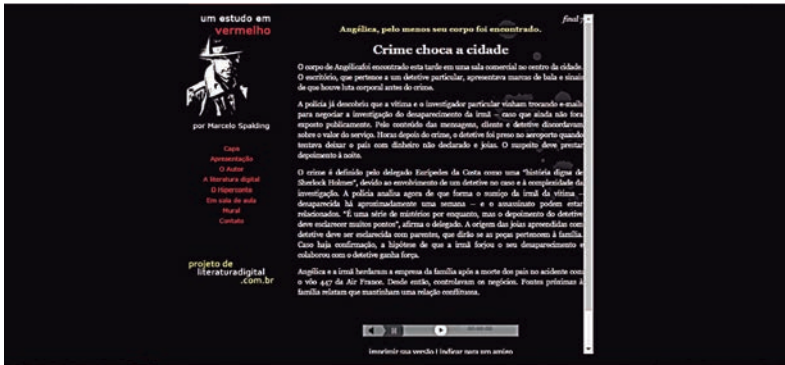 um estudo em
vermelho
por Marcelo Spalding
Capa
Apresentação
O Autor
A literatura digital
O Hiperconto
Em sala de aula
Mural
Contato
projeto de
literaturadigital
.com.br
final 7
Angélica, pelo menos seu corpo foi encontrado.
Crime choca a cidade
O corpo de Angélicafoi encontrado esta tarde em uma sala comercial no centro da cidade.
O escritório, que pertence a um detetive particular, apresentava marcas de bala e sinais
de que houve luta corporal antes do crime.
A polícia já descobriu que a vítima e o investigador particular vinham trocando e-mails
para negociar a investigação do desaparecimento da irmã – caso que ainda não fora
exposto publicamente. Pelo conteúdo das mensagens, cliente e detetive discordavam
sobre o valor do serviço. Horas depois do crime, o detetive foi preso no aeroporto quando
tentava deixar o país com dinheiro não declarado e joias. O suspeito deve prestar
depoimento à noite.
O crime é definido pelo delegado Eurípedes da Costa como uma "história digna de
Sherlock Holmes", devido ao envolvimento de um detetive no caso e à complexidade da
investigação. A polícia analisa agora de que forma o sumiço da irmã da vítima –
desaparecida há aproximadamente uma semana – e o assassinato podem estar
relacionados. "É uma série de mistérios por enquanto, mas o depoimento do detetive
deve esclarecer muitos pontos", afirma o delegado. A origem das joias apreendidas com
detetive deve ser esclarecida com parentes, que dirão se as peças pertencem à família.
Caso haja confirmação, a hipótese de que a irmã forjou o seu desaparecimento e
colaborou com o detetive ganha força.
Angélica e a irmã herdaram a empresa da família após a morte dos pais no acidente com
o vôo 447 da Air France. Desde então, controlavam os negócios. Fontes próximas à
família relatam que mantinham uma relação conflituosa.
00:00:00
imprimir sua versão | indicar para um amigo